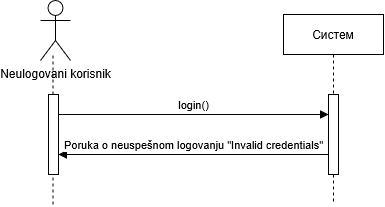 Систем
Neulogovani korisnik
login()
Poruka o neuspešnom logovanju "Invalid credentials"